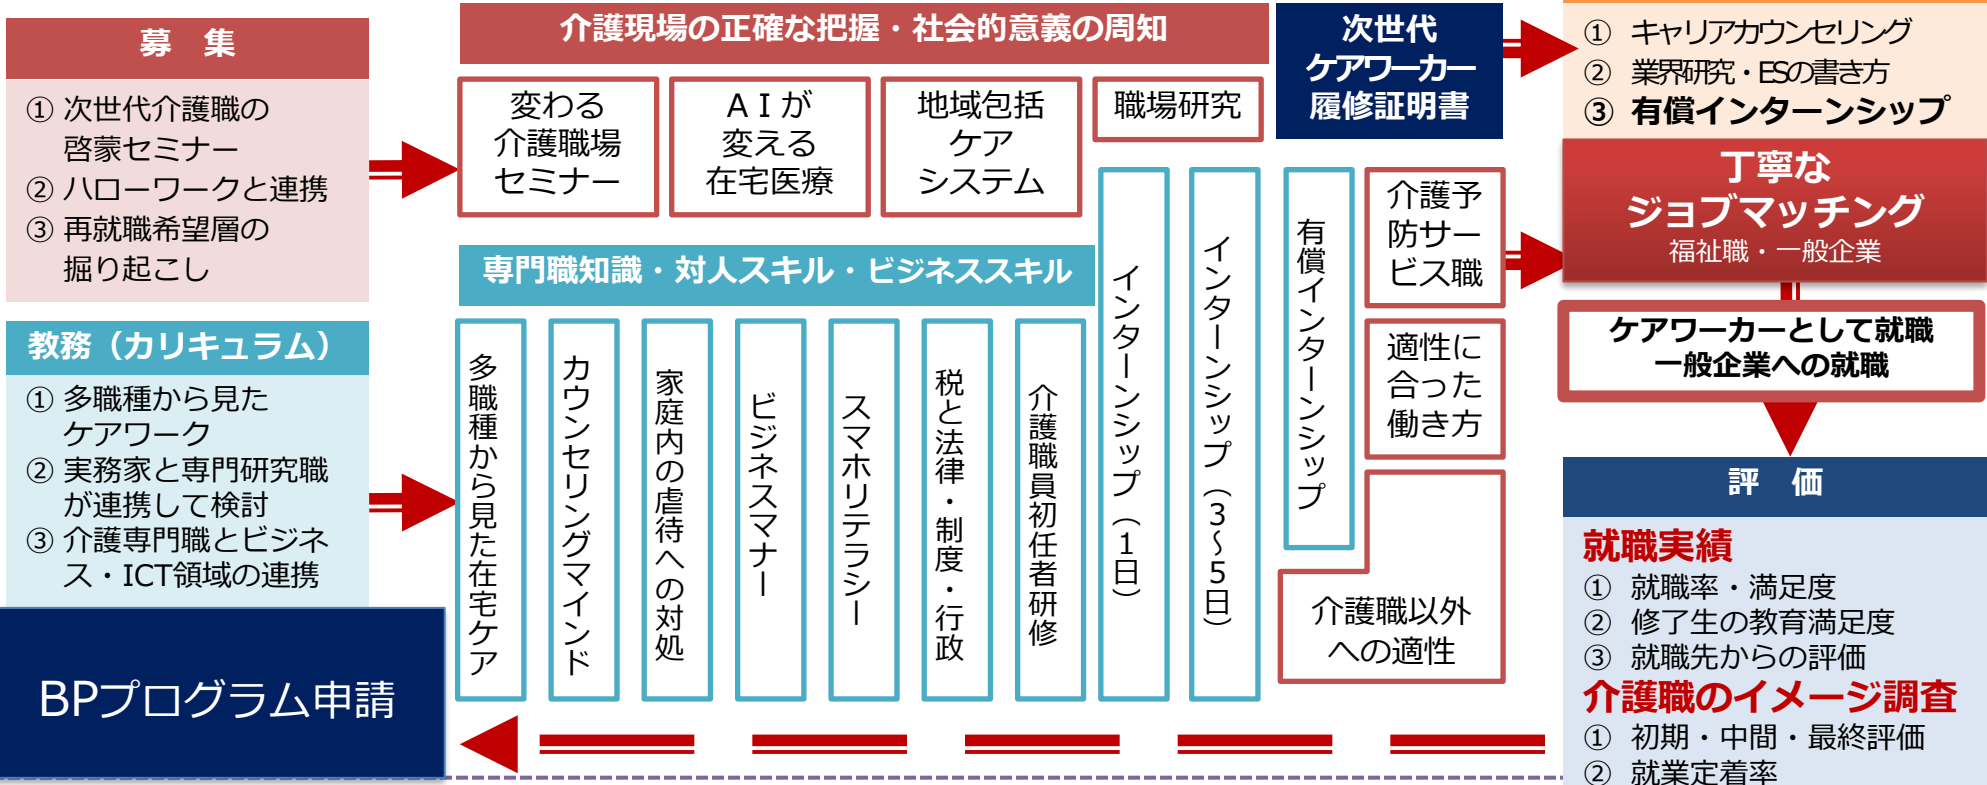 募 集
① 次世代介護職の
啓蒙セミナー
② ハローワークと連携
③ 再就職希望層の
掘り起こし
教務（カリキュラム）
① 多職種から見た
ケアワーク
② 実務家と専門研究職
が連携して検討
③ 介護専門職とビジネ
ス・ICT領域の連携
BPプログラム申請
介護現場の正確な把握・社会的意義の周知
変わる
介護職場
セミナー
ＡＩが
変える
在宅医療
地域包括
ケア
システム
職場研究
専門職知識・対人スキル・ビジネススキル
多職種から見た在宅ケア
カウンセリングマインド
家庭内の虐待への対処
ビジネスマナー
スマホリテラシー
税と法律・制度・行政
介護職員初任者研修
インターンシップ（１日）
インターンシップ（３～５日）
有償インターンシップ
次世代
ケアワーカー
履修証明書
介護予
防サー
ビス職
適性に
合った
働き方
介護職以外
への適性
① キャリアカウンセリング
② 業界研究・ESの書き方
③ 有償インターンシップ
丁寧な
ジョブマッチング
福祉職・一般企業
ケアワーカーとして就職
一般企業への就職
評 価
就職実績
① 就職率・満足度
② 修了生の教育満足度
③ 就職先からの評価
介護職のイメージ調査
① 初期・中間・最終評価
② 就業定着率